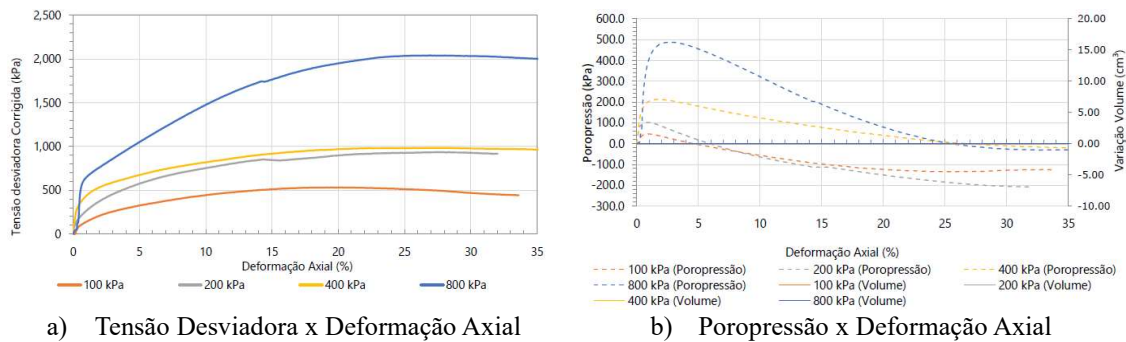 Tensão desviadora Corrigida (kPa)
2,500
2,000
1,500
1,000
500
0
0 5 10 15 20 25 30 35
Deformação Axial (%)
100 kPa 200 kPa 400 kPa 800 kPa
a) Tensão Desviadora x Deformação Axial
Poropressão (kPa)
600.0
500.0
400.0
300.0
200.0
100.0
0.0
-100.0
-200.0
-300.0
20.00
15.00
10.00
5.00
0.00
-5.00
-10.00
Variação Volume (cm³)
0 5 10 15 20 25 30 35
Deformação Axial (%)
100 kPa (Poropressão) 200 kPa (Poropressão) 400 kPa (Poropressão)
800 kPa (Poropressão) 100 kPa (Volume) 200 kPa (Volume)
400 kPa (Volume) 800 kPa (Volume)
b) Poropressão x Deformação Axial